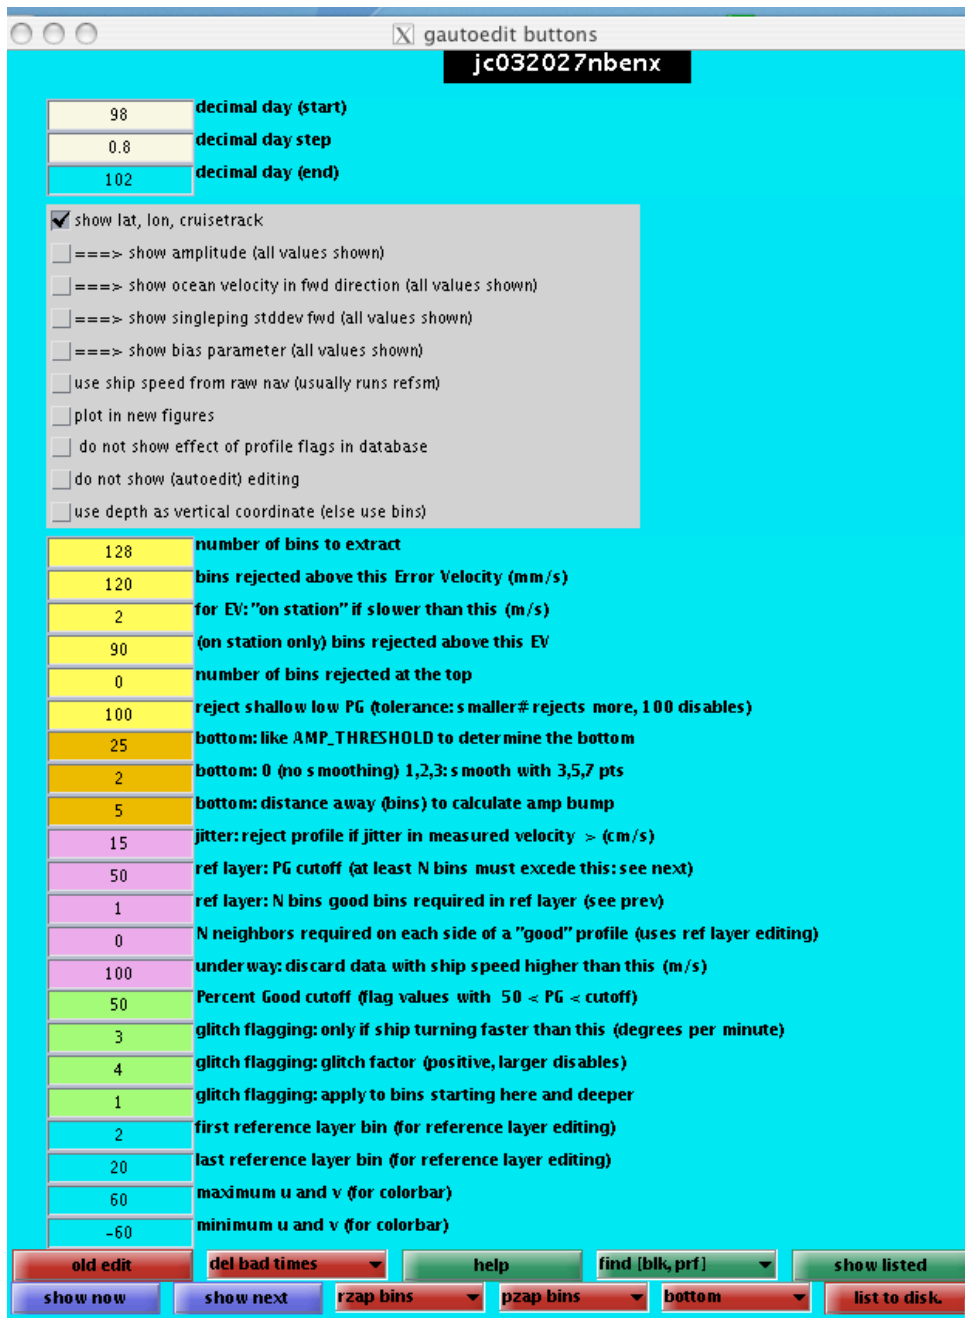 X gautoedit buttons
jc032027nbenx
98 decimal day (start)
0.8 decimal day step
102 decimal day (end)
show lat, lon, cruisetrack
===> show amplitude (all values shown)
===> show ocean velocity in fwd direction (all values shown)
===> show singleping stddev fwd (all values shown)
===> show bias parameter (all values shown)
use ship speed from raw nav (usually runs refsm)
plot in new figures
do not show effect of profile flags in database
do not show (autoedit) editing
use depth as vertical coordinate (else use bins)
128 number of bins to extract
120 bins rejected above this Error Velocity (mm/s)
2 for EV: "on station" if slower than this (m/s)
90 (on station only) bins rejected above this EV
0 number of bins rejected at the top
100 reject shallow low PG (tolerance: smaller# rejects more, 100 disables)
25 bottom: like AMP_THRESHOLD to determine the bottom
2 bottom: 0 (no smoothing) 1,2,3: smooth with 3,5,7 pts
5 bottom: distance away (bins) to calculate amp bump
15 jitter: reject profile if jitter in measured velocity > (cm/s)
50 ref layer: PG cutoff (at least N bins must excede this: see next)
1 ref layer: N bins good bins required in ref layer (see prev)
0 N neighbors required on each side of a "good" profile (uses ref layer editing)
100 underway: discard data with ship speed higher than this (m/s)
50 Percent Good cutoff (flag values with 50 < PG < cutoff)
3 glitch flagging: only if ship turning faster than this (degrees per minute)
4 glitch flagging: glitch factor (positive, larger disables)
1 glitch flagging: apply to bins starting here and deeper
2 first reference layer bin (for reference layer editing)
20 last reference layer bin (for reference layer editing)
60 maximum u and v (for colorbar)
-60 minimum u and v (for colorbar)
old edit del bad times help find [blk, prf] show listed
show now show next rzap bins pzap bins bottom list to disk.